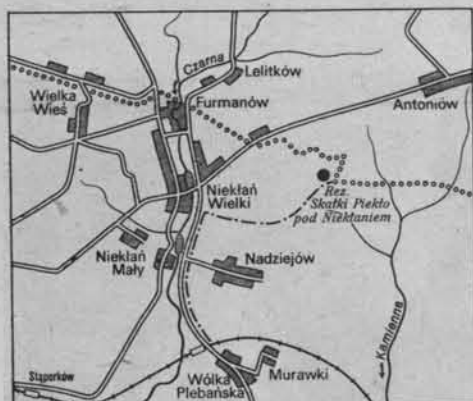 Czarna
Lelitków
Wielka
Wieś
Furmanów
Antoniów
Rez.
Skałki Piekło
pod Niekłaniem
Niekłań
Wielki
Niekłań
Mały
Nadziejów
Kamienna
Stąporków
Wólka
Plebańska
Murawki